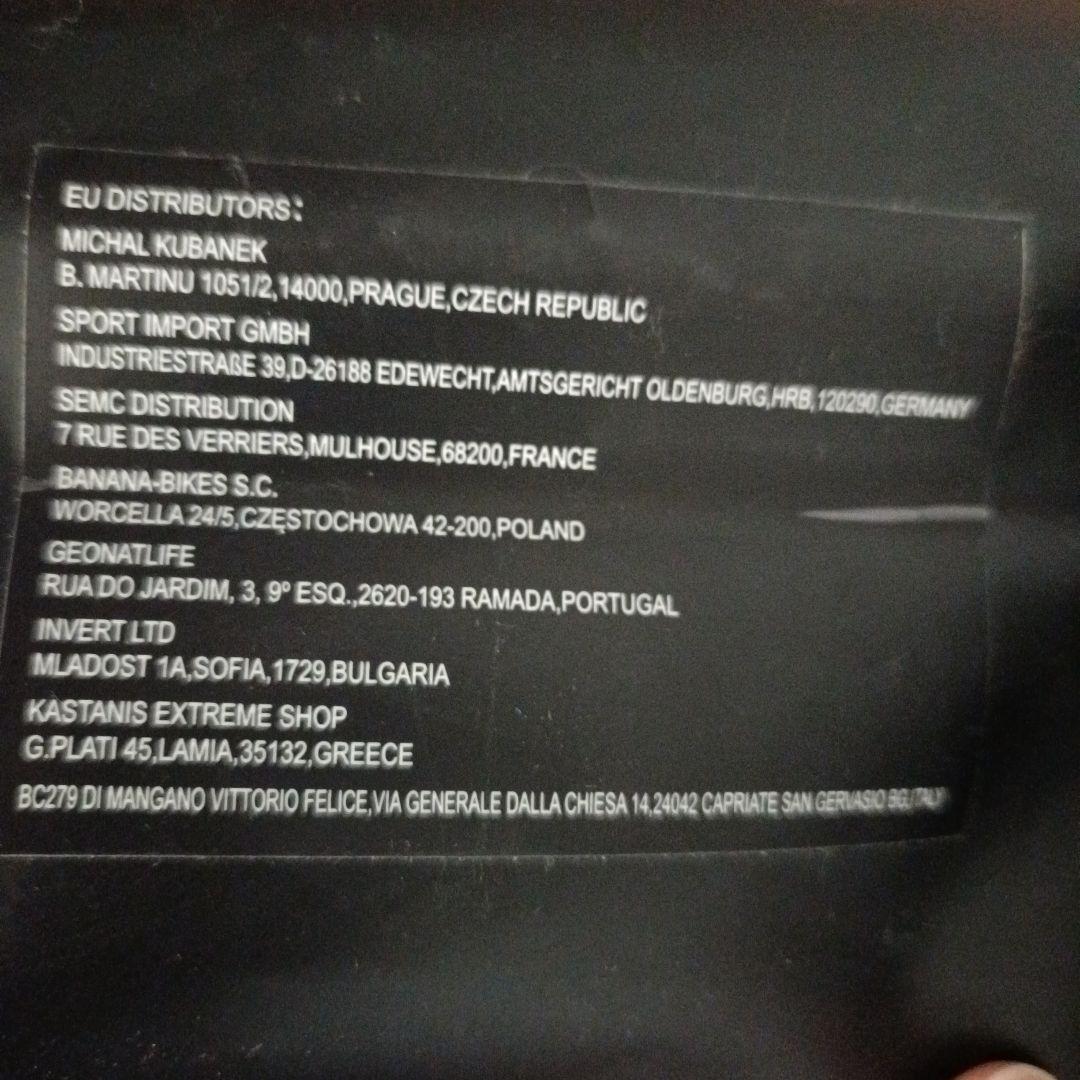 EU DISTRIBUTORS:
MICHAL KUBANEK
B. MARTINU 1051/2,14000,PRAGUE,CZECH REPUBLIC
SPORT IMPORT GMBH
INDUSTRIESTRAßE 39,D-26188 EDEWECHT,AMTSGERICHT OLDENBURG,HRB,120290,GERMANY
SEMC DISTRIBUTION
7 RUE DES VERRIERS,MULHOUSE,68200,FRANCE
BANANA-BIKES S.C.
WORCELLA 24/5,CZĘSTOCHOWA 42-200,POLAND
GEONATLIFE
RUA DO JARDIM, 3, 9º ESQ.,2620-193 RAMADA,PORTUGAL
INVERT LTD
MLADOST 1A,SOFIA,1729,BULGARIA
KASTANIS EXTREME SHOP
G.PLATI 45,LAMIA,35132,GREECE
BC279 DI MANGANO VITTORIO FELICE,VIA GENERALE DALLA CHIESA 14,24042 CAPRIATE SAN GERVASIO BG,ITALY